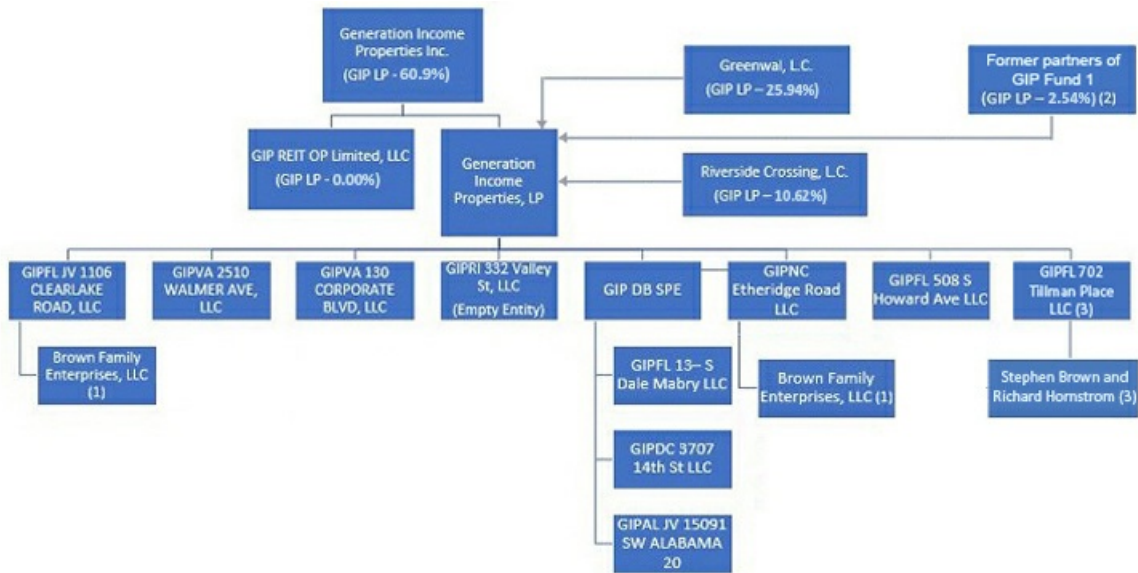 Generation Income
Properties Inc.
(GIP LP - 60.9%)
Greenwal, L.C.
(GIP LP – 25.94%)
Former partners of
GIP Fund 1
(GIP LP – 2.54%) (2)
GIP REIT OP Limited, LLC
(GIP LP - 0.00%)
Generation
Income
Properties, LP
Riverside Crossing, L.C.
(GIP LP – 10.62%)
GIPFL JV 1106
CLEARLAKE
ROAD, LLC
GIPVA 2510
WALMER AVE,
LLC
GIPVA 130
CORPORATE
BLVD, LLC
GIPRI 332 Valley
St, LLC
(Empty Entity)
GIP DB SPE
GIPNC
Etheridge Road
LLC
GIPFL 508 S
Howard Ave LLC
GIPFL 702
Tillman Place
LLC (3)
Brown Family
Enterprises, LLC
(1)
GIPFL 13– S
Dale Mabry LLC
Brown Family
Enterprises, LLC (1)
Stephen Brown and
Richard Hornstrom (3)
GIPDC 3707
14th St LLC
GIPAL JV 15091
SW ALABAMA
20